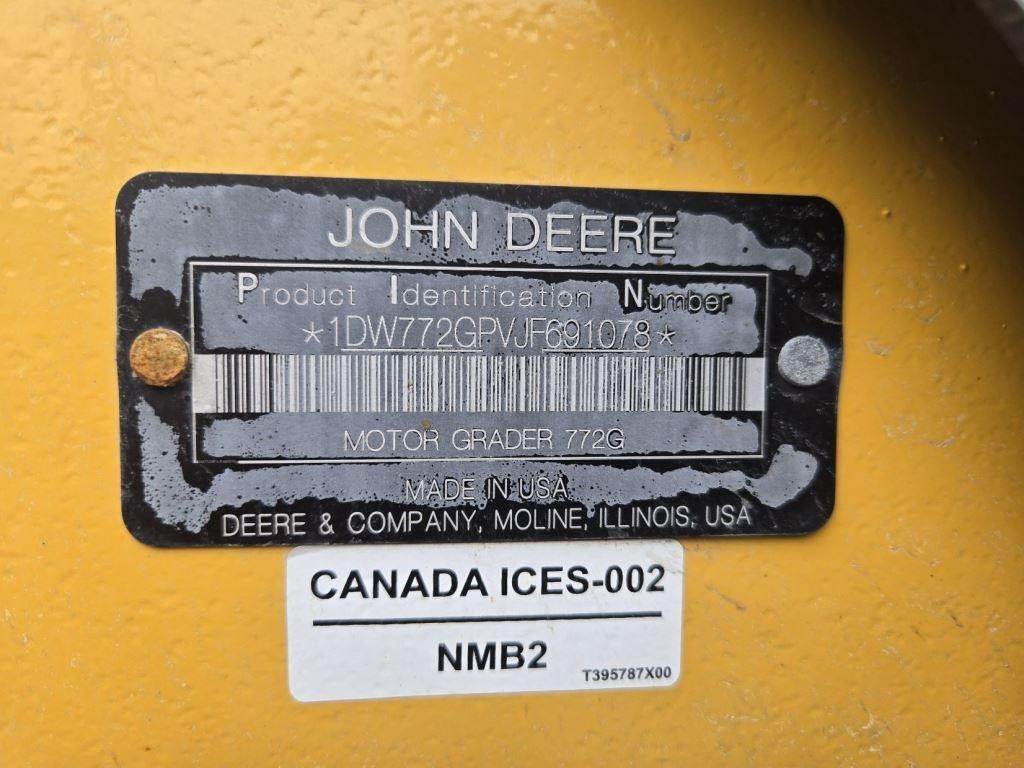 JOHN DEERE
Product Identification Number
*1DW772GPVJF691078*
MOTOR GRADER 772G
MADE IN USA
DEERE & COMPANY, MOLINE, ILLINOIS, USA
CANADA ICES-002
NMB2
T395787X00